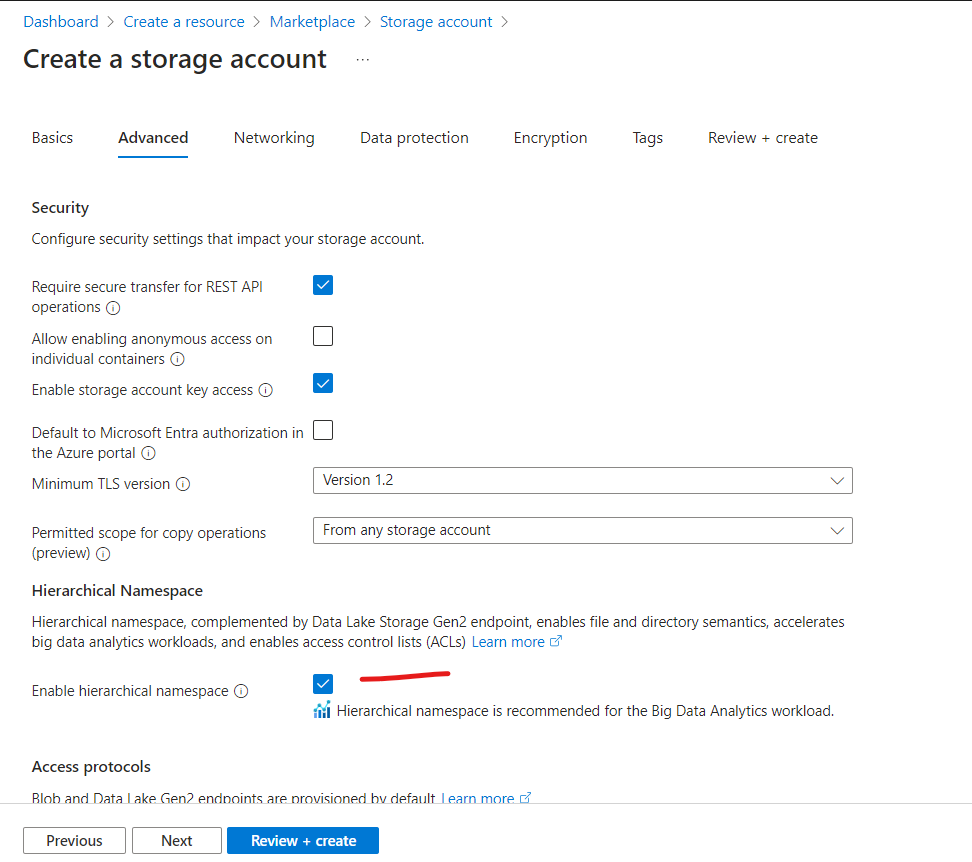 Dashboard > Create a resource > Marketplace > Storage account >
Create a storage account ...
Basics Advanced Networking Data protection Encryption Tags Review + create
Security
Configure security settings that impact your storage account.
Require secure transfer for REST API
operations
Allow enabling anonymous access on
individual containers
Enable storage account key access
Default to Microsoft Entra authorization in
the Azure portal
Minimum TLS version
Version 1.2
Permitted scope for copy operations
(preview)
From any storage account
Hierarchical Namespace
Hierarchical namespace, complemented by Data Lake Storage Gen2 endpoint, enables file and directory semantics, accelerates
big data analytics workloads, and enables access control lists (ACLs) Learn more
Enable hierarchical namespace
Hierarchical namespace is recommended for the Big Data Analytics workload.
Access protocols
Blob and Data Lake Gen2 endpoints are provisioned by default Learn more
Previous Next Review + create